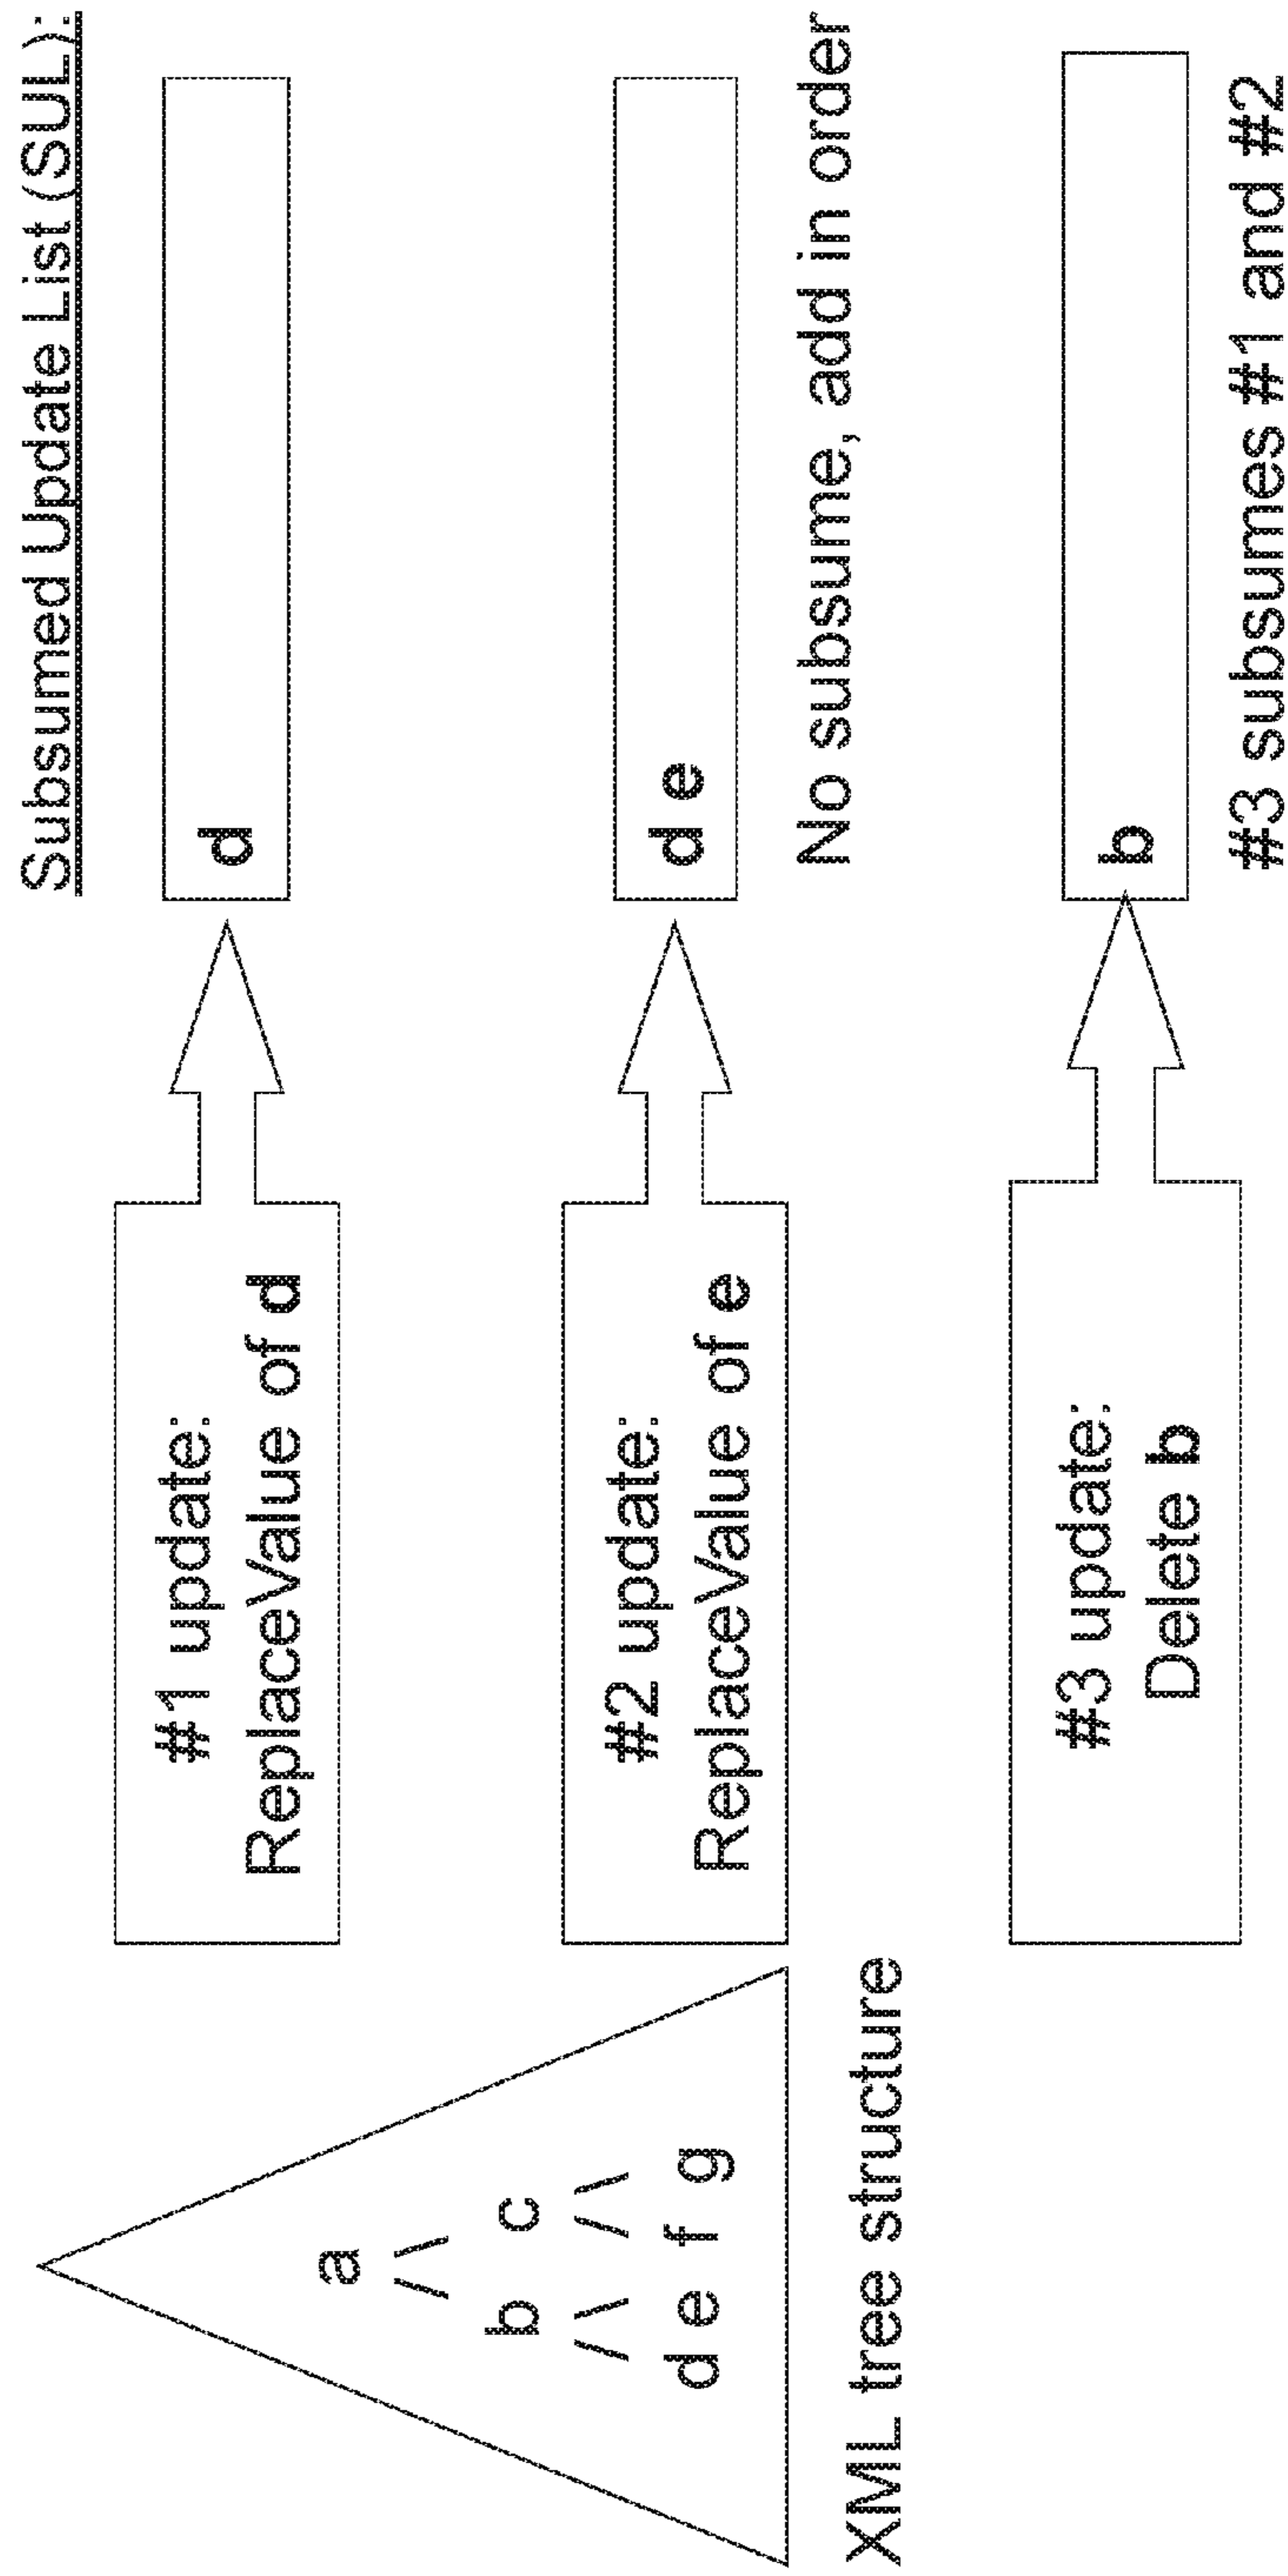 Subsumed Update List (SUL):
a
/ \
b c
/ \ / \
d e f g
XML tree structure
#1 update:
ReplaceValue of d
d
#2 update:
ReplaceValue of e
d e
No subsume, add in order
#3 update:
Delete b
b
#3 subsumes #1 and #2